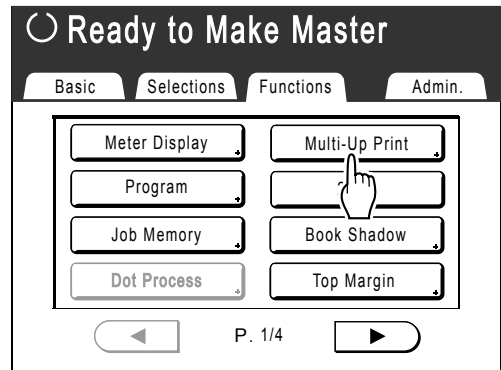 Ready to Make Master
Basic Selections Functions Admin.
Meter Display Multi-Up Print
Program
Job Memory Book Shadow
Dot Process Top Margin
P. 1/4